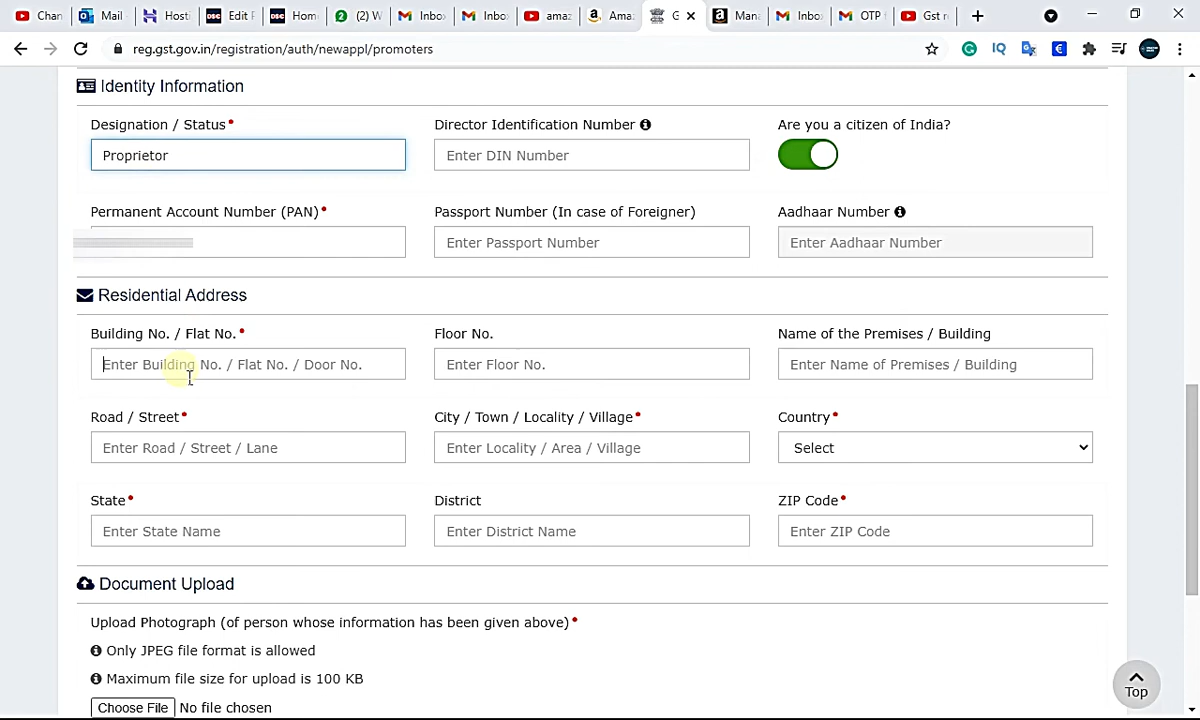 Chan
Mail
Hosti
DSC Edit F
DSC Hom
(2) W
Inbo
Inbo
amaz
Ama
G
Mana
Inbo
OTP
Gst r
reg.gst.gov.in/registration/auth/newappl/promoters
IQ
Identity Information
Designation / Status•
Director Identification Number
Are you a citizen of India?
Proprietor
Enter DIN Number
Permanent Account Number (PAN)•
Passport Number (In case of Foreigner)
Aadhaar Number
Enter Passport Number
Enter Aadhaar Number
Residential Address
Building No. / Flat No.•
Floor No.
Name of the Premises / Building
Enter Building No. / Flat No. / Door No.
Enter Floor No.
Enter Name of Premises / Building
Road / Street•
City / Town / Locality / Village•
Country•
Enter Road / Street / Lane
Enter Locality / Area / Village
Select
State•
District
ZIP Code•
Enter State Name
Enter District Name
Enter ZIP Code
Document Upload
Upload Photograph (of person whose information has been given above)•
Only JPEG file format is allowed
Maximum file size for upload is 100 KB
Choose File No file chosen
Top